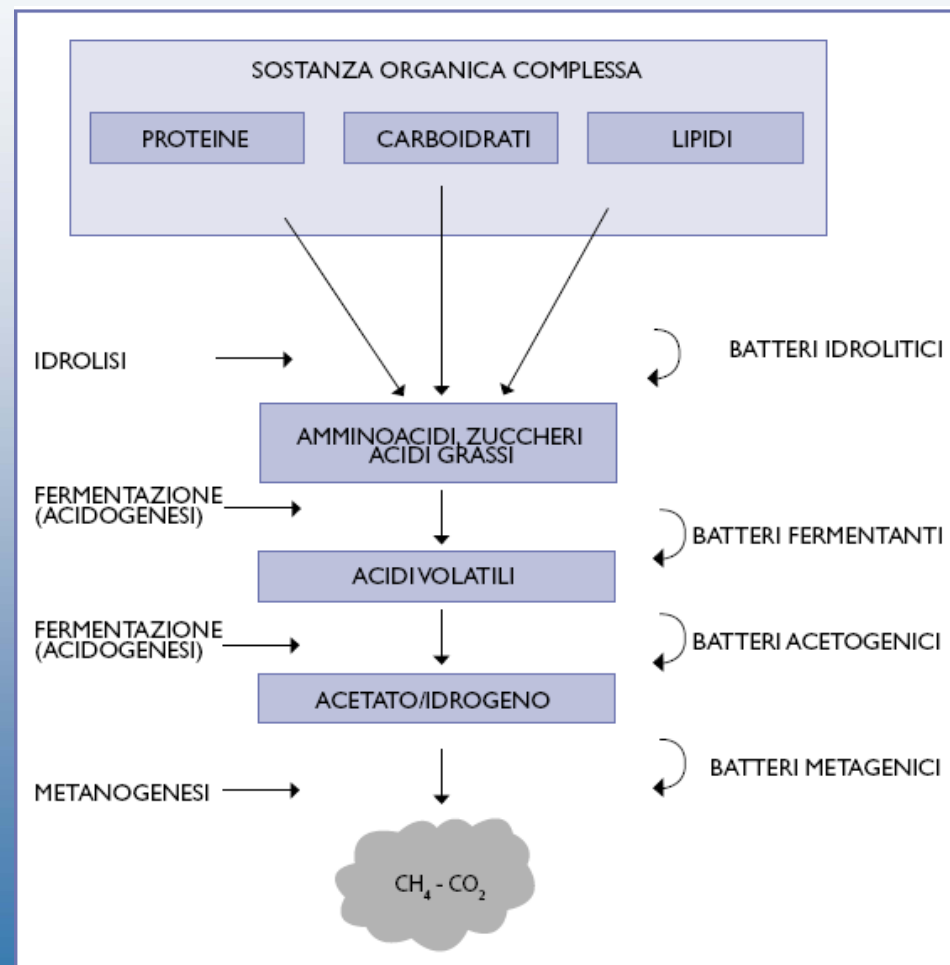 SOSTANZA ORGANICA COMPLESSA
PROTEINE
CARBOIDRATI
LIPIDI
IDROLISI
BATTERI IDROLITICI
AMMINOACIDI, ZUCCHERI
ACIDI GRASSI
FERMENTAZIONE
(ACIDOGENESI)
BATTERI FERMENTANTI
ACIDI VOLATILI
FERMENTAZIONE
(ACIDOGENESI)
BATTERI ACETOGENICI
ACETATO/IDROGENO
BATTERI METAGENICI
METANOGENESI
CH₄ - CO₂